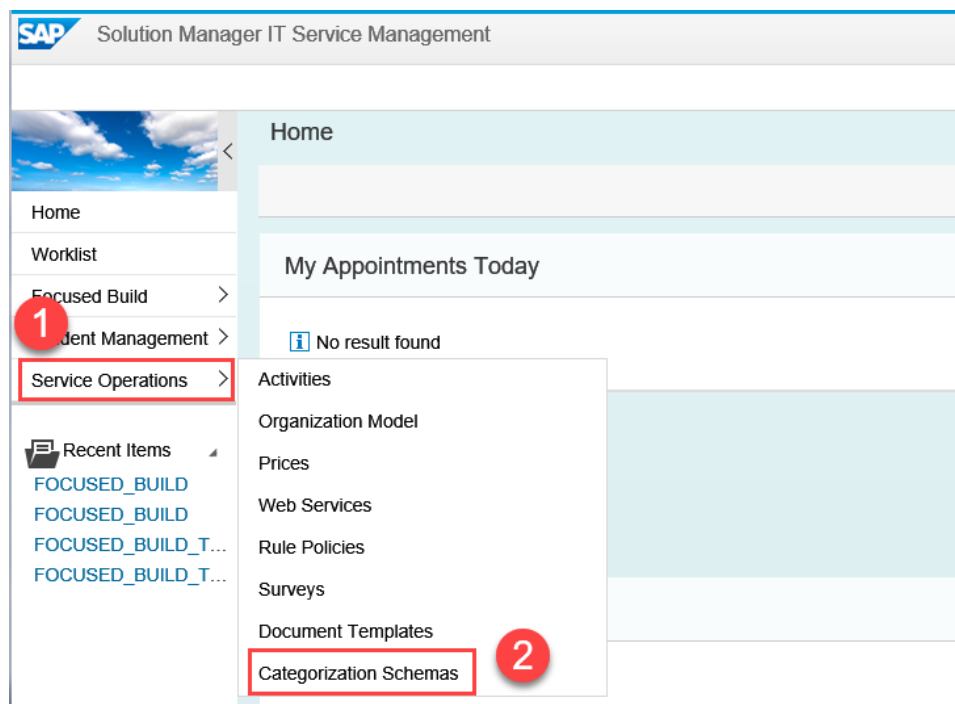 SAP Solution Manager IT Service Management
Home
Home
Worklist
My Appointments Today
Focused Build
1
dent Management
i No result found
Service Operations
Activities
Organization Model
Recent Items
Prices
FOCUSED_BUILD
Web Services
FOCUSED_BUILD
Rule Policies
FOCUSED_BUILD_T...
FOCUSED_BUILD_T...
Surveys
Document Templates
2
Categorization Schemas